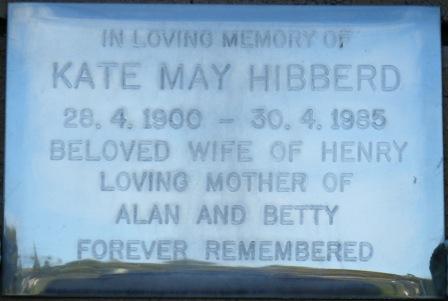 IN LOVING MEMORY OF
KATE MAY HIBBERD
28. 4. 1900 - 30. 4. 1985
BELOVED WIFE OF HENRY
LOVING MOTHER OF
ALAN AND BETTY
FOREVER REMEMBERED